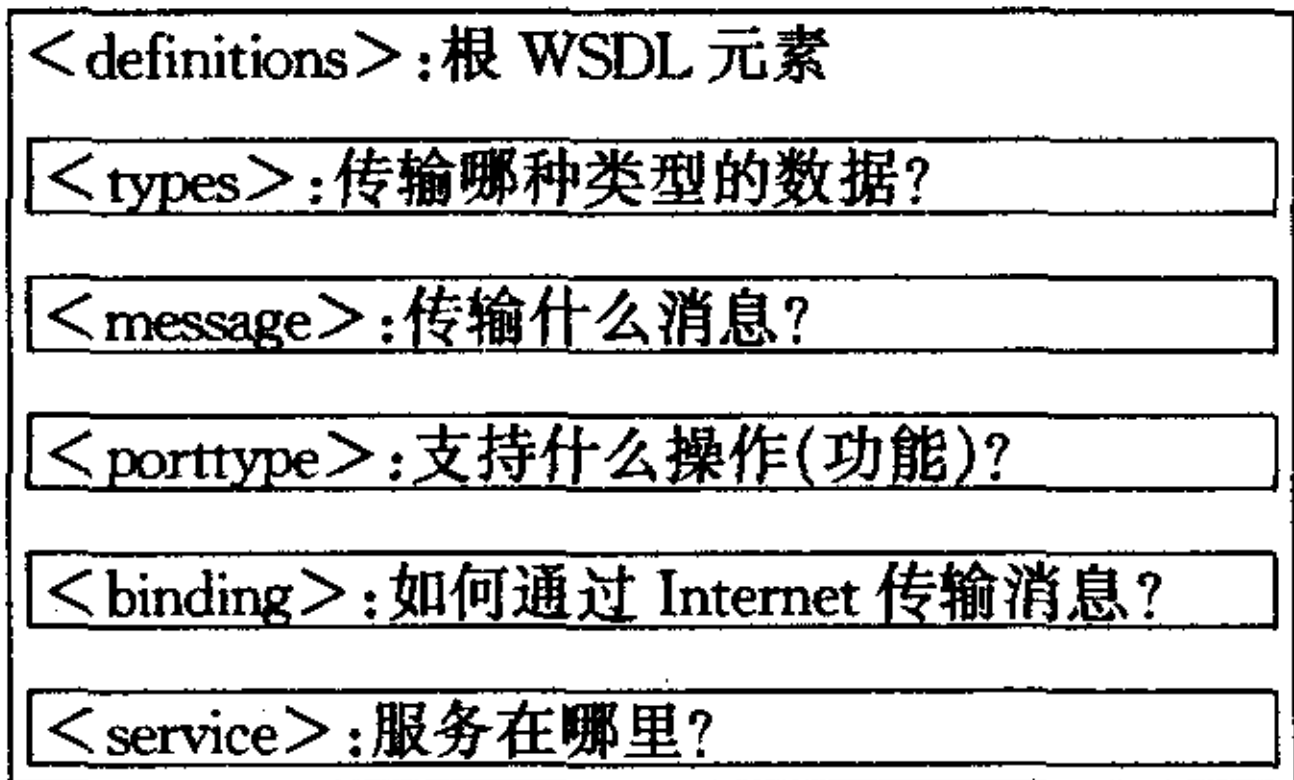 <definitions>:根 WSDL 元素
<types>:传输哪种类型的数据?
<message>:传输什么消息?
<porttype>:支持什么操作(功能)?
<binding>:如何通过 Internet 传输消息?
<service>:服务在哪里?